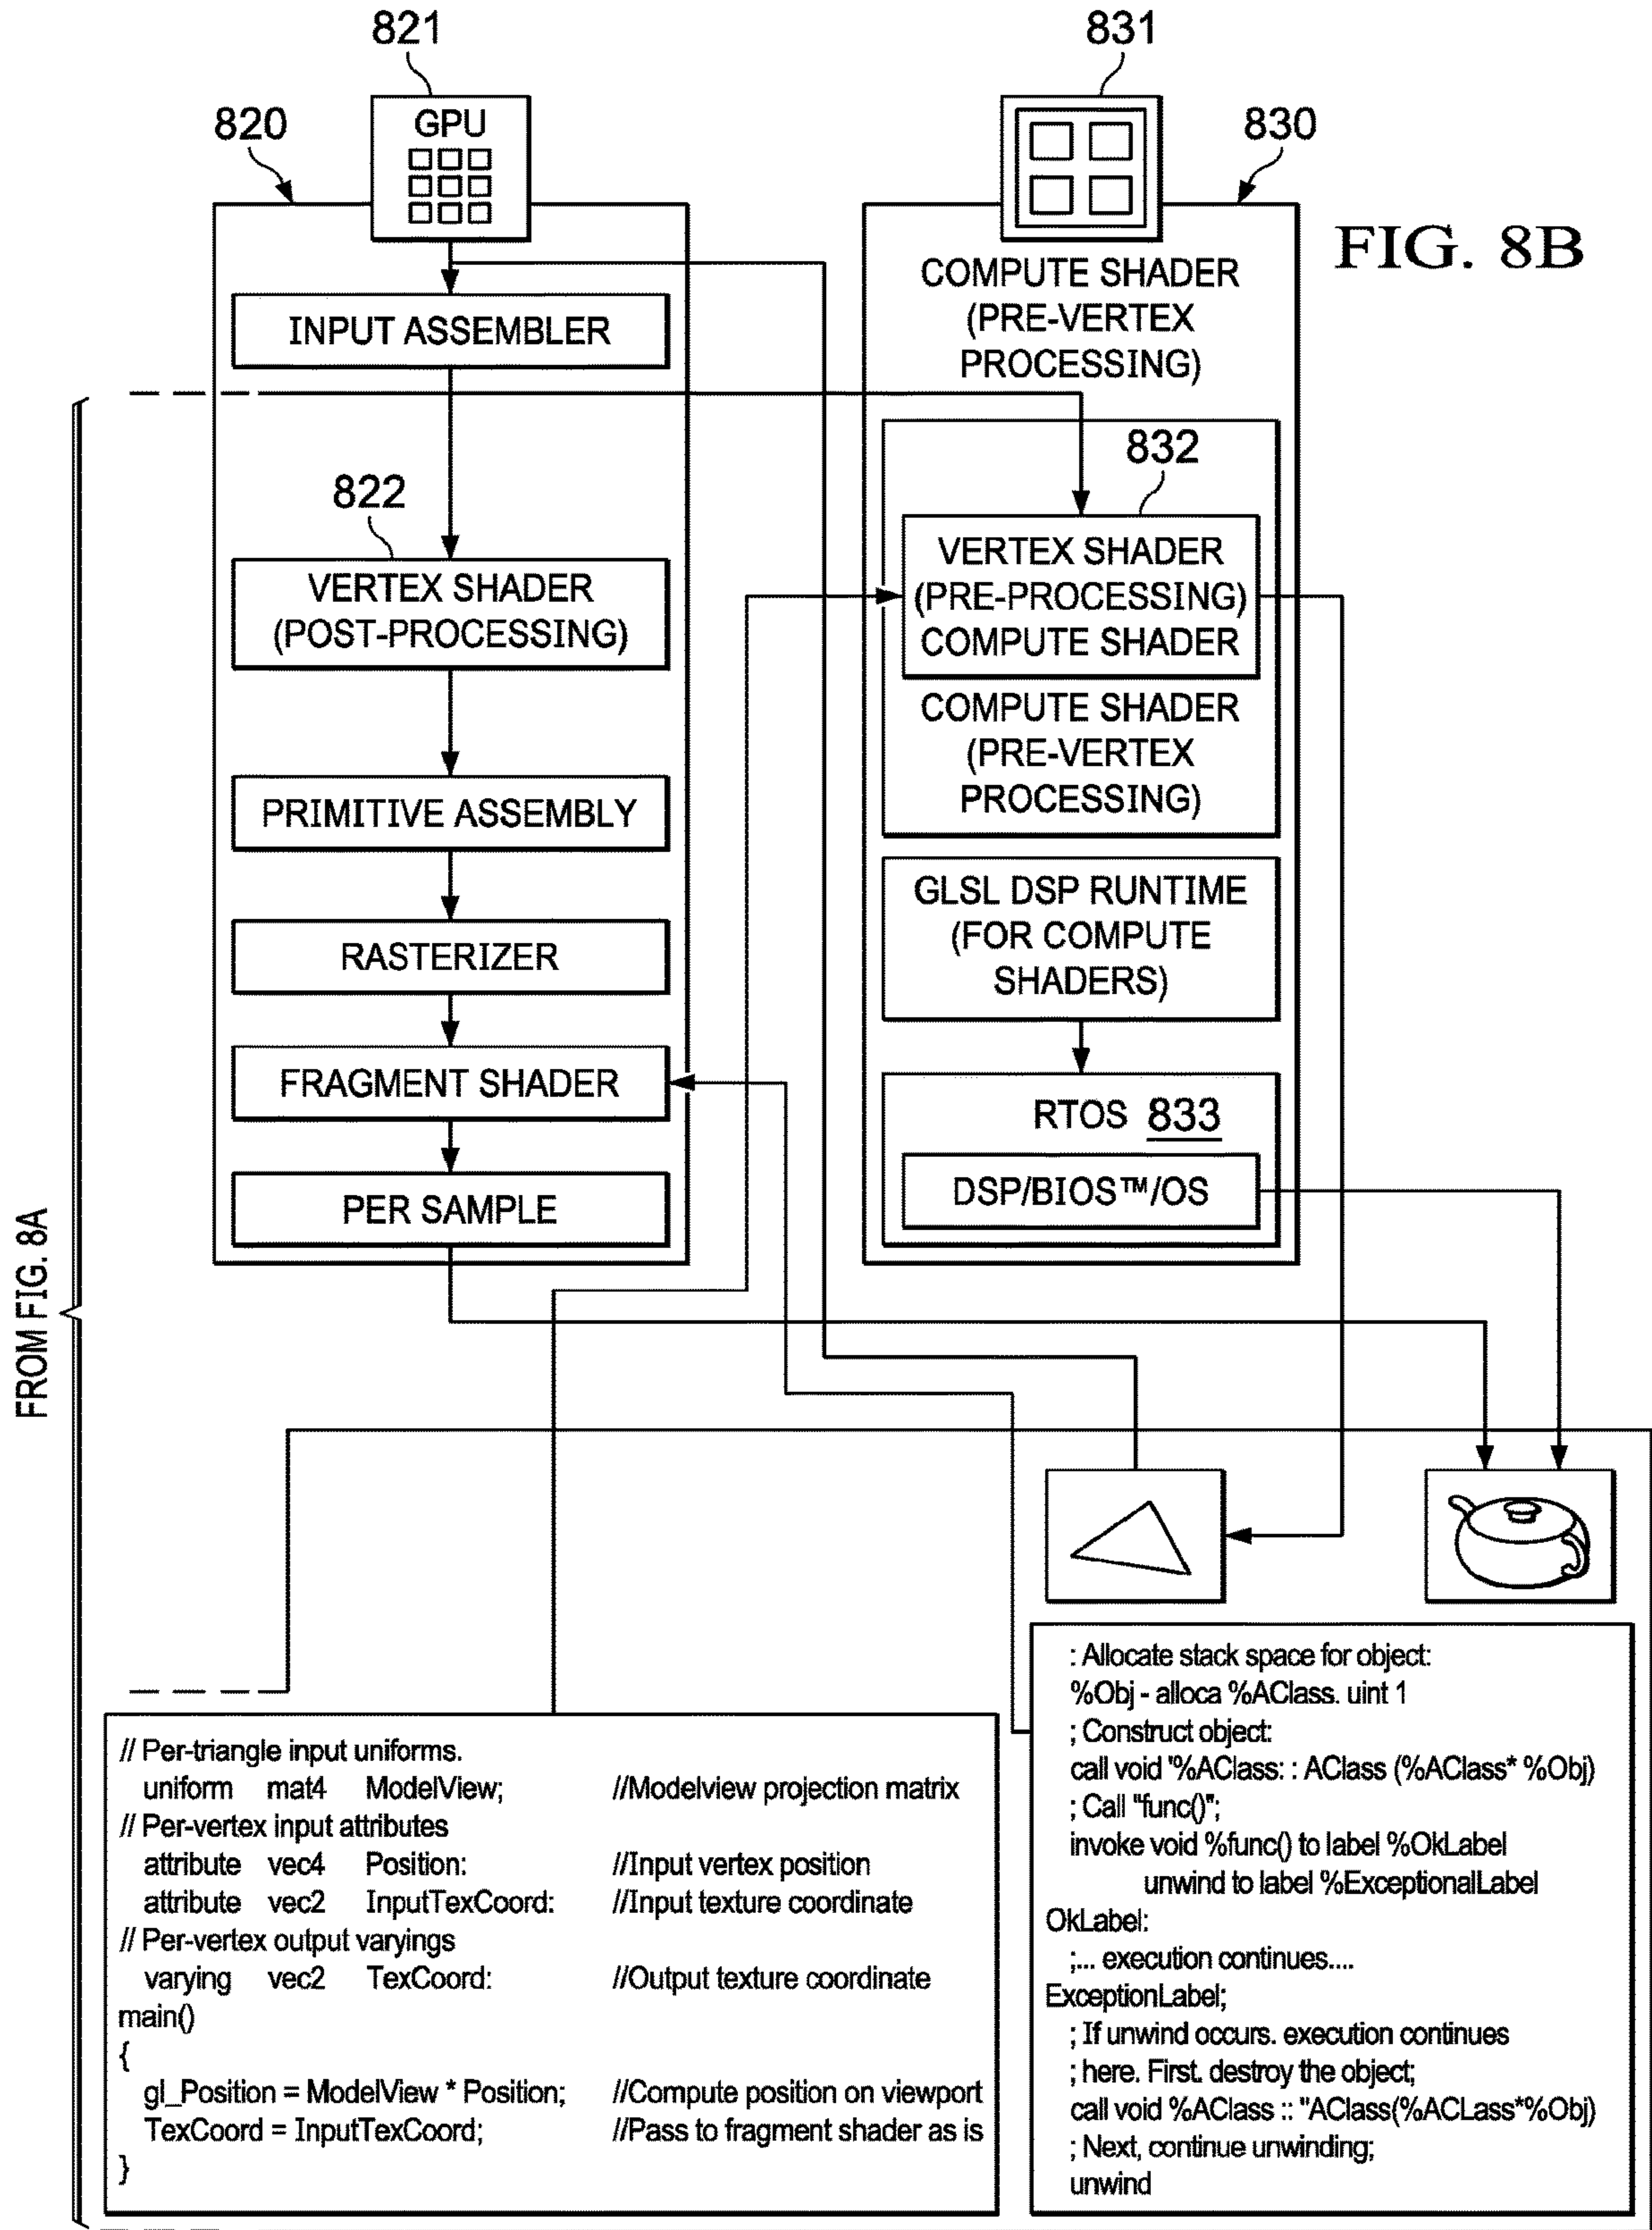 821
831
820
GPU
830
FIG. 8B
INPUT ASSEMBLER
822
VERTEX SHADER
(POST-PROCESSING)
PRIMITIVE ASSEMBLY
RASTERIZER
FRAGMENT SHADER
PER SAMPLE
COMPUTE SHADER
(PRE-VERTEX
PROCESSING)
832
VERTEX SHADER
(PRE-PROCESSING)
COMPUTE SHADER
COMPUTE SHADER
(PRE-VERTEX
PROCESSING)
GLSL DSP RUNTIME
(FOR COMPUTE
SHADERS)
RTOS 833
DSP/BIOS™/OS
FROM FIG. 8A
// Per-triangle input uniforms.
uniform mat4 ModelView; //Modelview projection matrix
// Per-vertex input attributes
attribute vec4 Position: //Input vertex position
attribute vec2 InputTexCoord: //Input texture coordinate
// Per-vertex output varyings
varying vec2 TexCoord: //Output texture coordinate
main()
{
gl_Position = ModelView * Position; //Compute position on viewport
TexCoord = InputTexCoord; //Pass to fragment shader as is
}
: Allocate stack space for object:
%Obj - alloca %AClass. uint 1
; Construct object:
call void '%AClass: : AClass (%AClass* %Obj)
; Call "func()";
invoke void %func() to label %OkLabel
unwind to label %ExceptionalLabel
OkLabel:
;... execution continues....
ExceptionLabel;
; If unwind occurs. execution continues
; here. First. destroy the object;
call void %AClass :: "AClass(%ACLass*%Obj)
; Next, continue unwinding;
unwind